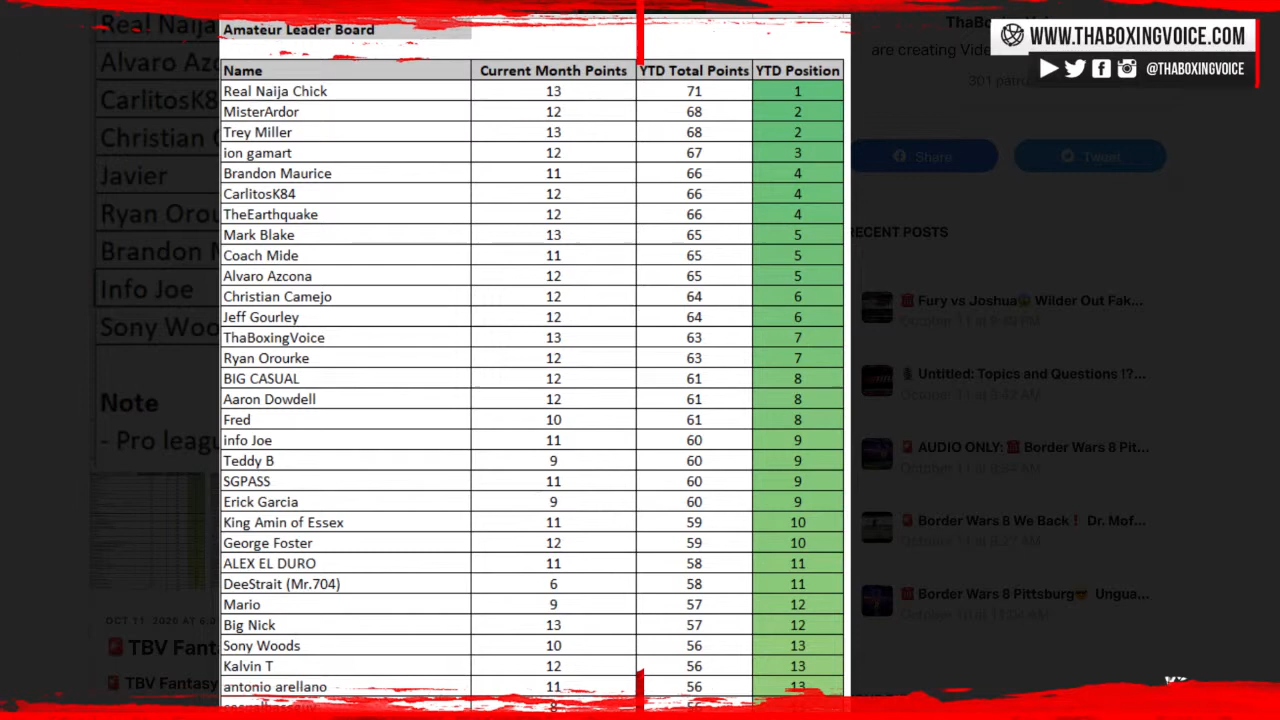 Amateur Leader Board
Name Current Month Points YTD Total Points YTD Position
Real Naija Chick 13 71 1
MisterArdor 12 68 2
Trey Miller 13 68 2
ion gamart 12 67 3
Brandon Maurice 11 66 4
CarlitosK84 12 66 4
TheEarthquake 12 66 4
Mark Blake 13 65 5
Coach Mide 11 65 5
Alvaro Azcona 12 65 5
Christian Camejo 12 64 6
Jeff Gourley 12 64 6
ThaBoxingVoice 13 63 7
Ryan Orourke 12 63 7
BIG CASUAL 12 61 8
Aaron Dowdell 12 61 8
Fred 10 61 8
info Joe 11 60 9
Teddy B 9 60 9
SGPASS 11 60 9
Erick Garcia 9 60 9
King Amin of Essex 11 59 10
George Foster 12 59 10
ALEX EL DURO 11 58 11
DeeStrait (Mr.704) 6 58 11
Mario 9 57 12
Big Nick 13 57 12
Sony Woods 10 56 13
Kalvin T 12 56 13
antonio arellano 11 56 13
WWW.THABOXINGVOICE.COM
@THABOXINGVOICE
are creating Vide
301 patr
Share
Tweet
RECENT POSTS
Fury vs Joshua Wilder Out Fak...
Untitled: Topics and Questions !?...
AUDIO ONLY: Border Wars 8 Pit...
Border Wars 8 We Back! Dr. Mof...
Border Wars 8 Pittsburg Ungua...
Real Naija
Alvaro Azc
CarlitosK8
Christian
Javier
Ryan Orou
Brandon M
Info Joe
Sony Woo
Note
- Pro leagu
TBV Fant
TBV Fantasy